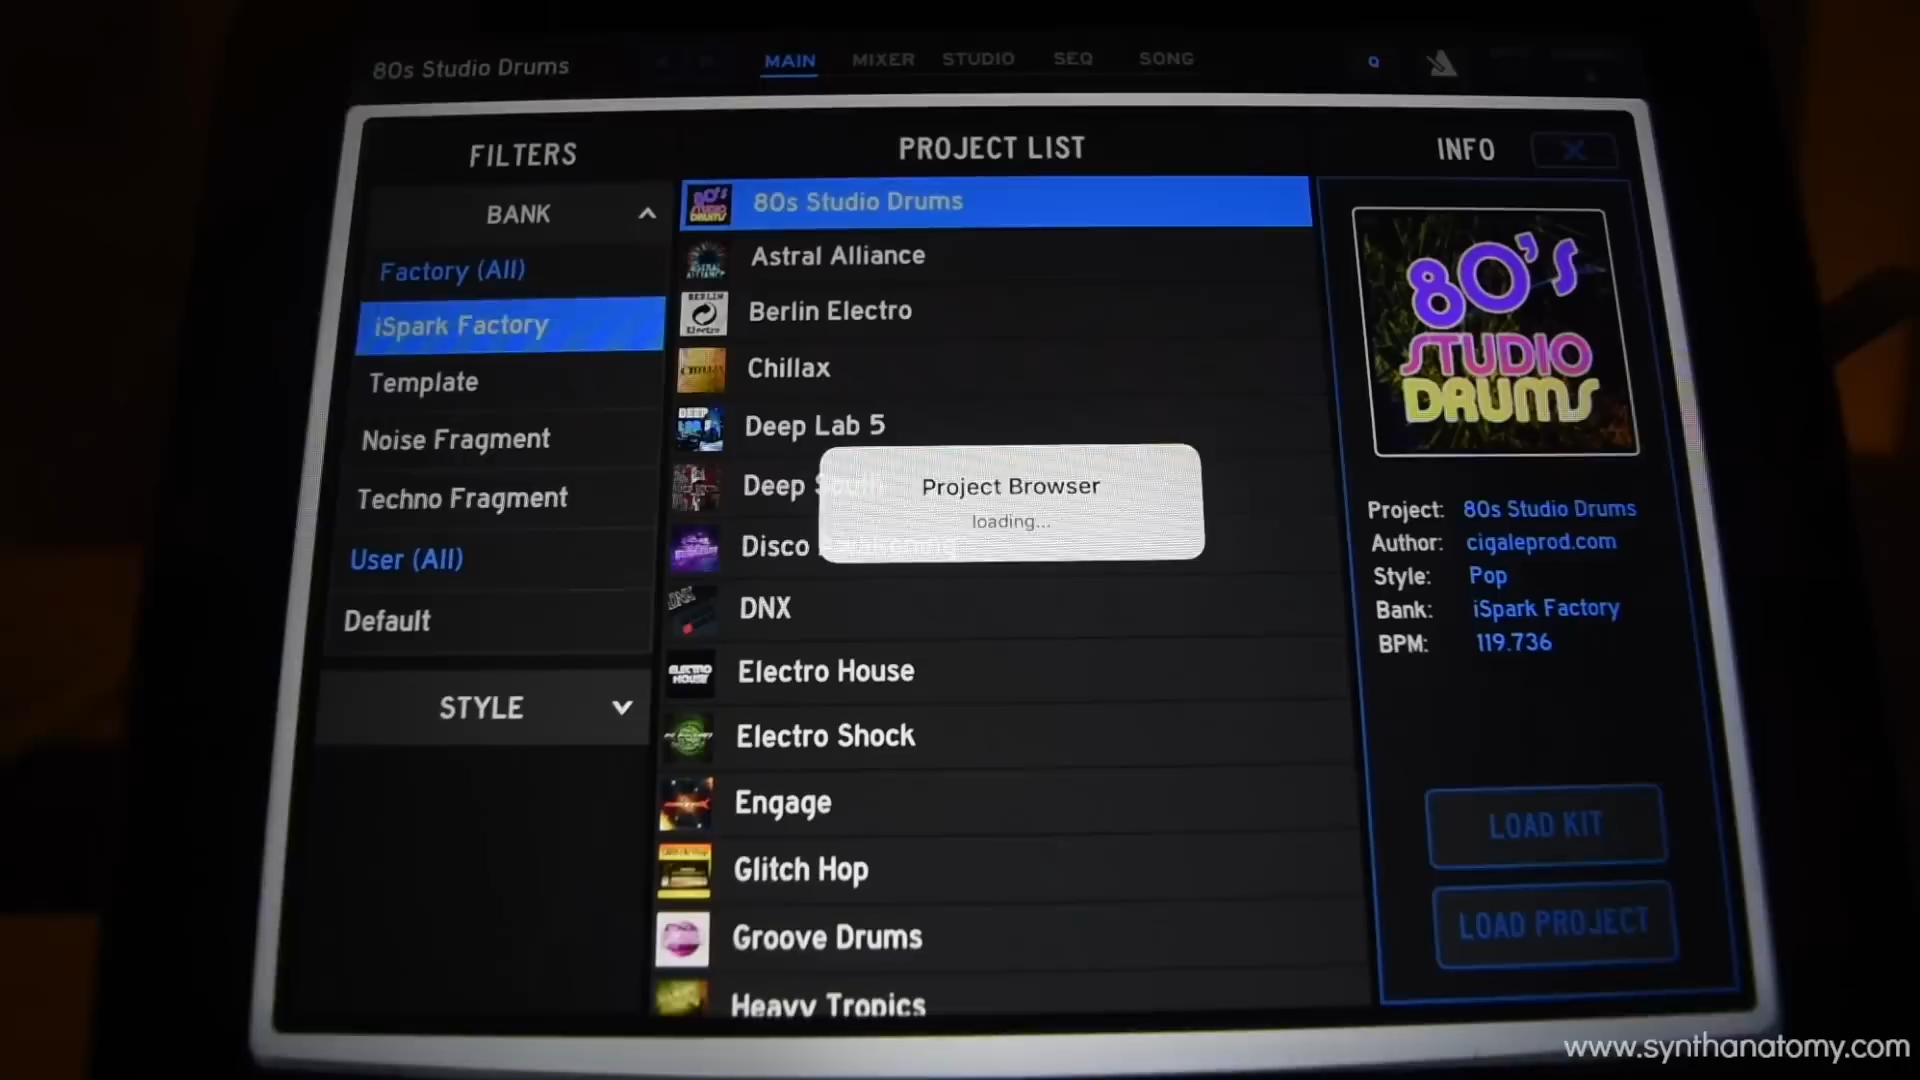 80s Studio Drums
MAIN MIXER STUDIO SEQ SONG
FILTERS
BANK
Factory (All)
iSpark Factory
Template
Noise Fragment
Techno Fragment
User (All)
Default
STYLE
PROJECT LIST
80s Studio Drums
Astral Alliance
Berlin Electro
Chillax
Deep Lab 5
Deep
Disco
DNX
Electro House
Electro Shock
Engage
Glitch Hop
Groove Drums
Heavy Tropics
Project Browser
loading...
INFO
X
80's
STUDIO
DRUMS
Project: 80s Studio Drums
Author: cigaleprod.com
Style: Pop
Bank: iSpark Factory
BPM: 119.736
LOAD KIT
LOAD PROJECT
www.synthanatomy.com